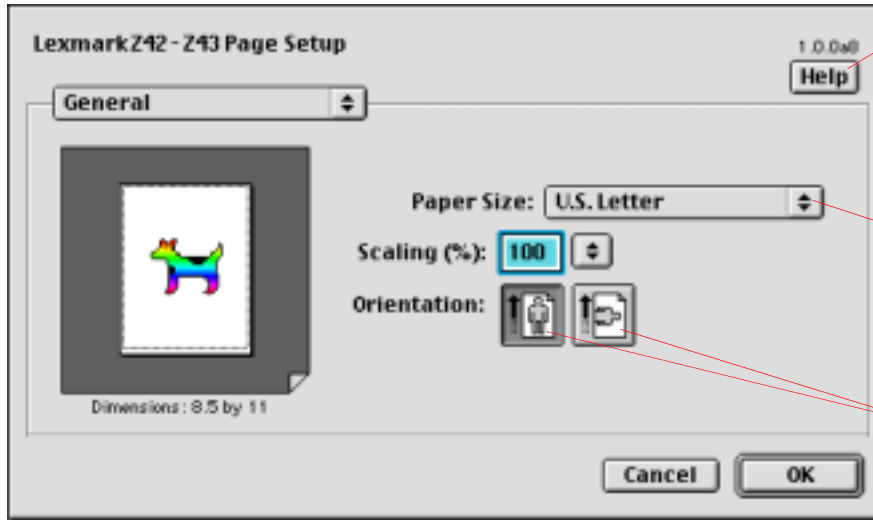 Lexmark Z42 - Z43 Page Setup
1.0.0a8
Help
General
Paper Size: U.S. Letter
Scaling (%): 100
Orientation:
Dimensions: 8.5 by 11
Cancel OK